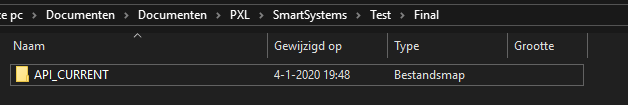 te pc > Documenten > Documenten > PXL > SmartSystems > Test > Final
Naam Gewijzigd op Type Grootte
API_CURRENT 4-1-2020 19:48 Bestandsmap